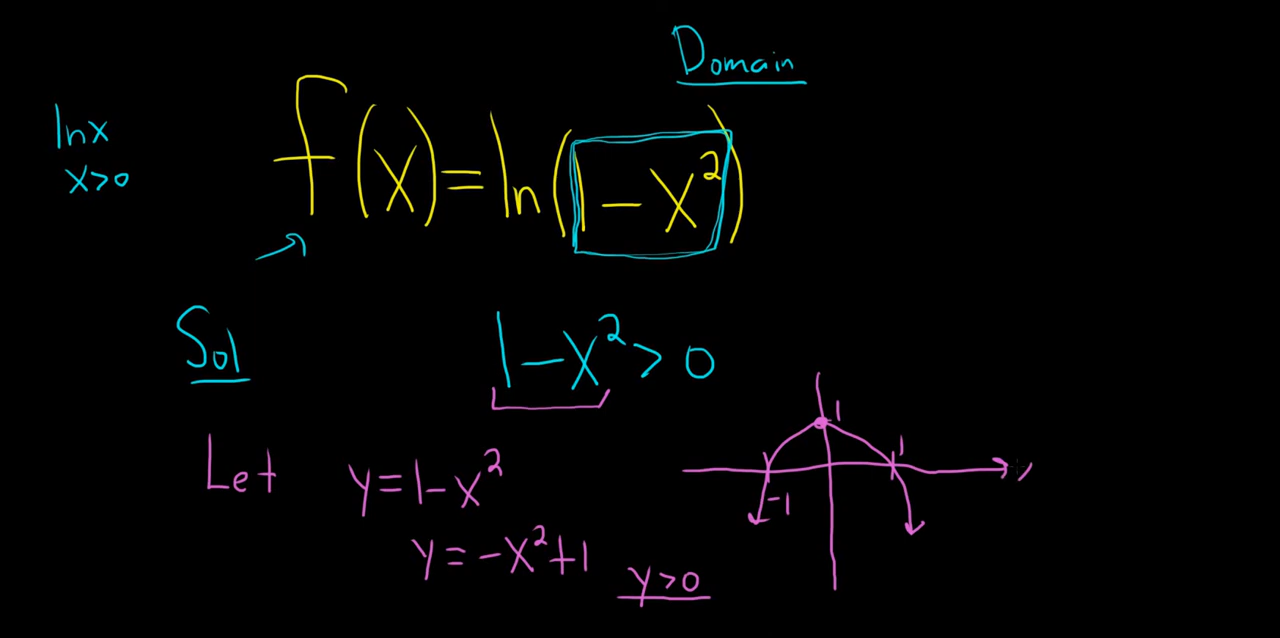 Domain
ln x
x>0
f(x)=ln(1-x²)
Sol
1-x²>0
Let y=1-x²
y=-x²+1
y>0
1
1
-1